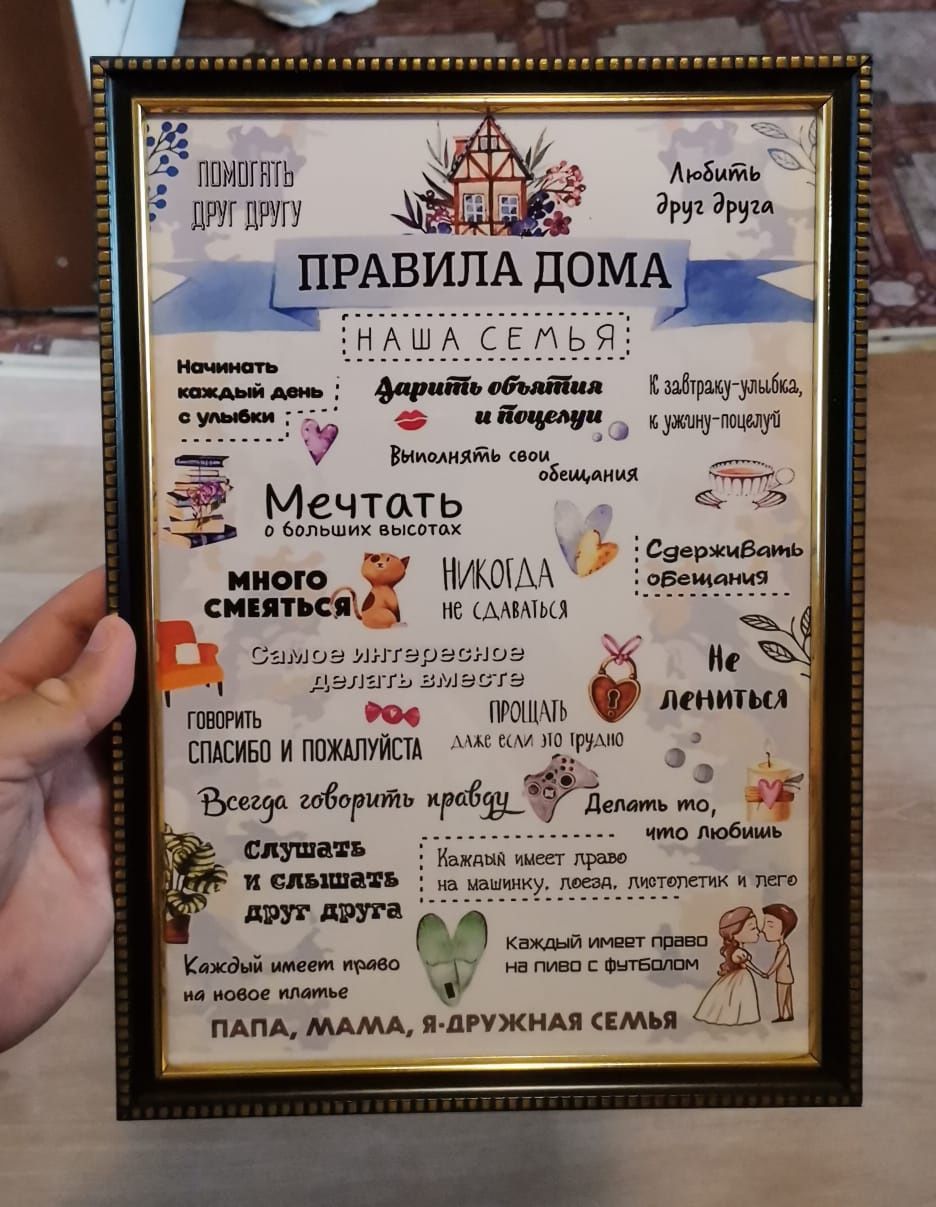 ПОМОГАТЬ
ДРУГ ДРУГУ
Любить
друг друга
ПРАВИЛА ДОМА
НАША СЕМЬЯ
Начинать
каждый день
с улыбки
Дарить объятия
и поцелуи
К завтраку-улыбка,
к ужину-поцелуй
Выполнять свои
обещания
Мечтать
о больших высотах
Сдерживать
обещания
МНОГО
СМЕЯТЬСЯ
НИКОГДА
НЕ СДАВАТЬСЯ
Самое интересное
делать вместе
Не
лениться
ГОВОРИТЬ
СПАСИБО И ПОЖАЛУЙСТА
ПРОЩАТЬ
ДАЖЕ ЕСЛИ ЭТО ТРУДНО
Всегда говорить правду
Делать то,
что любишь
Слушать
и слышать
друг друга
Каждый имеет право
на машинку, поезд, пистолетик и лего
Каждый имеет право
на новое платье
Каждый имеет право
на пиво с футболом
ПАПА, МАМА, Я-ДРУЖНАЯ СЕМЬЯ